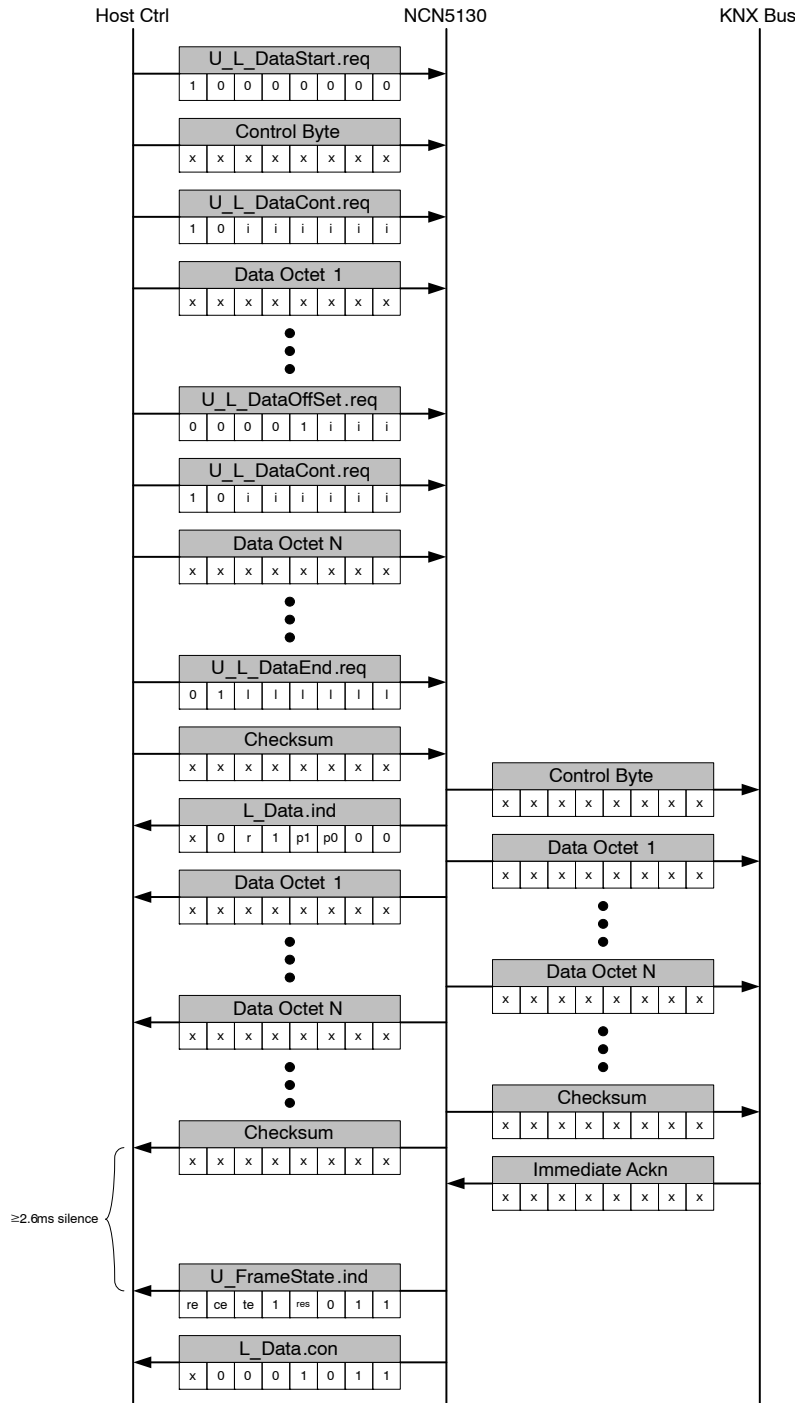 Host Ctrl NCN5130 KNX Bus
U_L_DataStart.req
1 0 0 0 0 0 0 0
Control Byte
x x x x x x x x
U_L_DataCont.req
1 0 i i i i i i
Data Octet 1
x x x x x x x x
U_L_DataOffSet.req
0 0 0 0 1 i i i
U_L_DataCont.req
1 0 i i i i i i
Data Octet N
x x x x x x x x
U_L_DataEnd.req
0 1 l l l l l l
Checksum
x x x x x x x x
Control Byte
x x x x x x x x
L_Data.ind
x 0 r 1 p1 p0 0 0
Data Octet 1
x x x x x x x x
Data Octet 1
x x x x x x x x
Data Octet N
x x x x x x x x
Data Octet N
x x x x x x x x
Checksum
x x x x x x x x
Checksum
x x x x x x x x
Immediate Ackn
x x x x x x x x
≥2.6ms silence
U_FrameState.ind
re ce te 1 res 0 1 1
L_Data.con
x 0 0 0 1 0 1 1